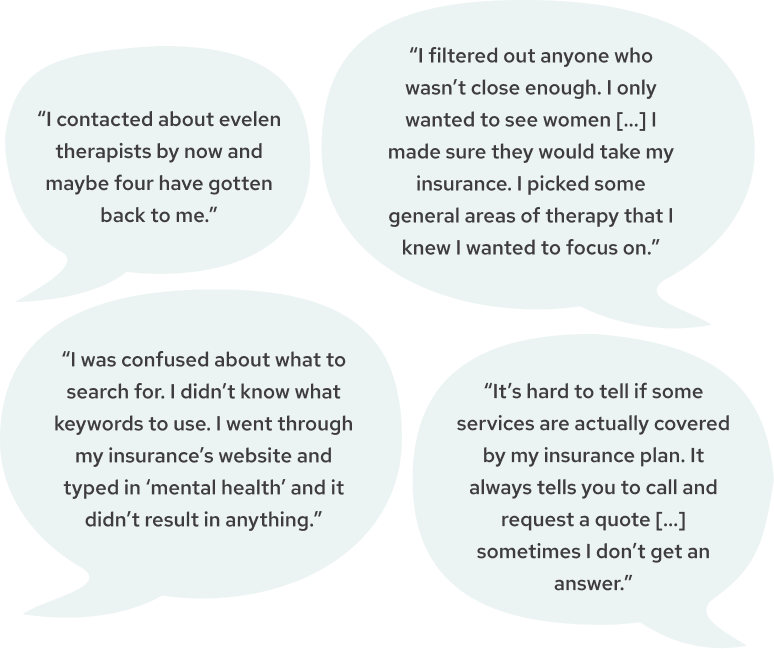 “I contacted about evelen
therapists by now and
maybe four have gotten
back to me.”
“I filtered out anyone who
wasn’t close enough. I only
wanted to see women [...] I
made sure they would take my
insurance. I picked some
general areas of therapy that I
knew I wanted to focus on.”
“I was confused about what to
search for. I didn’t know what
keywords to use. I went through
my insurance’s website and
typed in ‘mental health’ and it
didn’t result in anything.”
“It’s hard to tell if some
services are actually covered
by my insurance plan. It
always tells you to call and
request a quote [...]
sometimes I don’t get an
answer.”